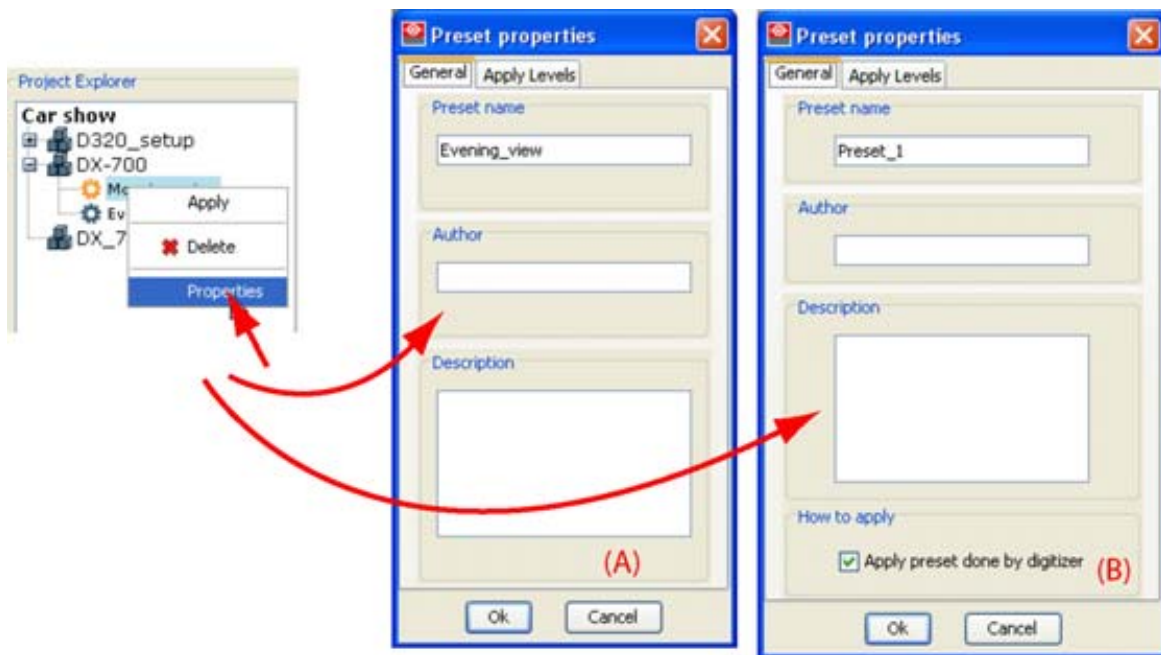 Project Explorer
Car show
D320_setup
DX-700
Apply
Delete
Properties
Preset properties
General
Apply Levels
Preset name
Evening_view
Author
Description
(A)
Ok
Cancel
Preset properties
General
Apply Levels
Preset name
Preset_1
Author
Description
How to apply
Apply preset done by digitizer
(B)
Ok
Cancel